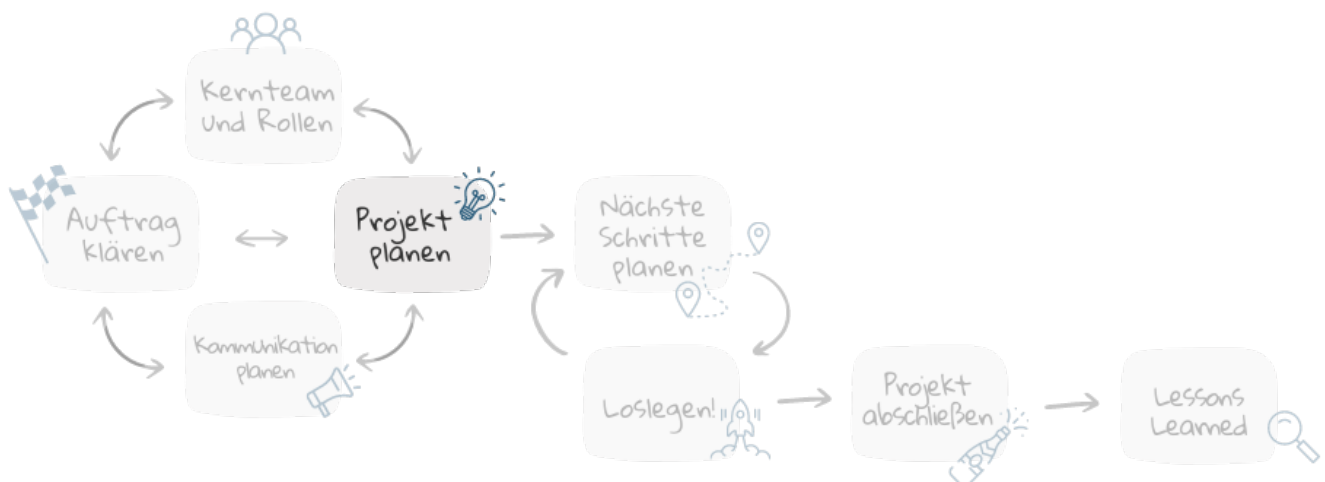 Kernteam
und Rollen
Auftrag
klären
Projekt
planen
Kommunikation
planen
Nächste
Schritte
planen
Loslegen!
Projekt
abschließen
Lessons
Learned